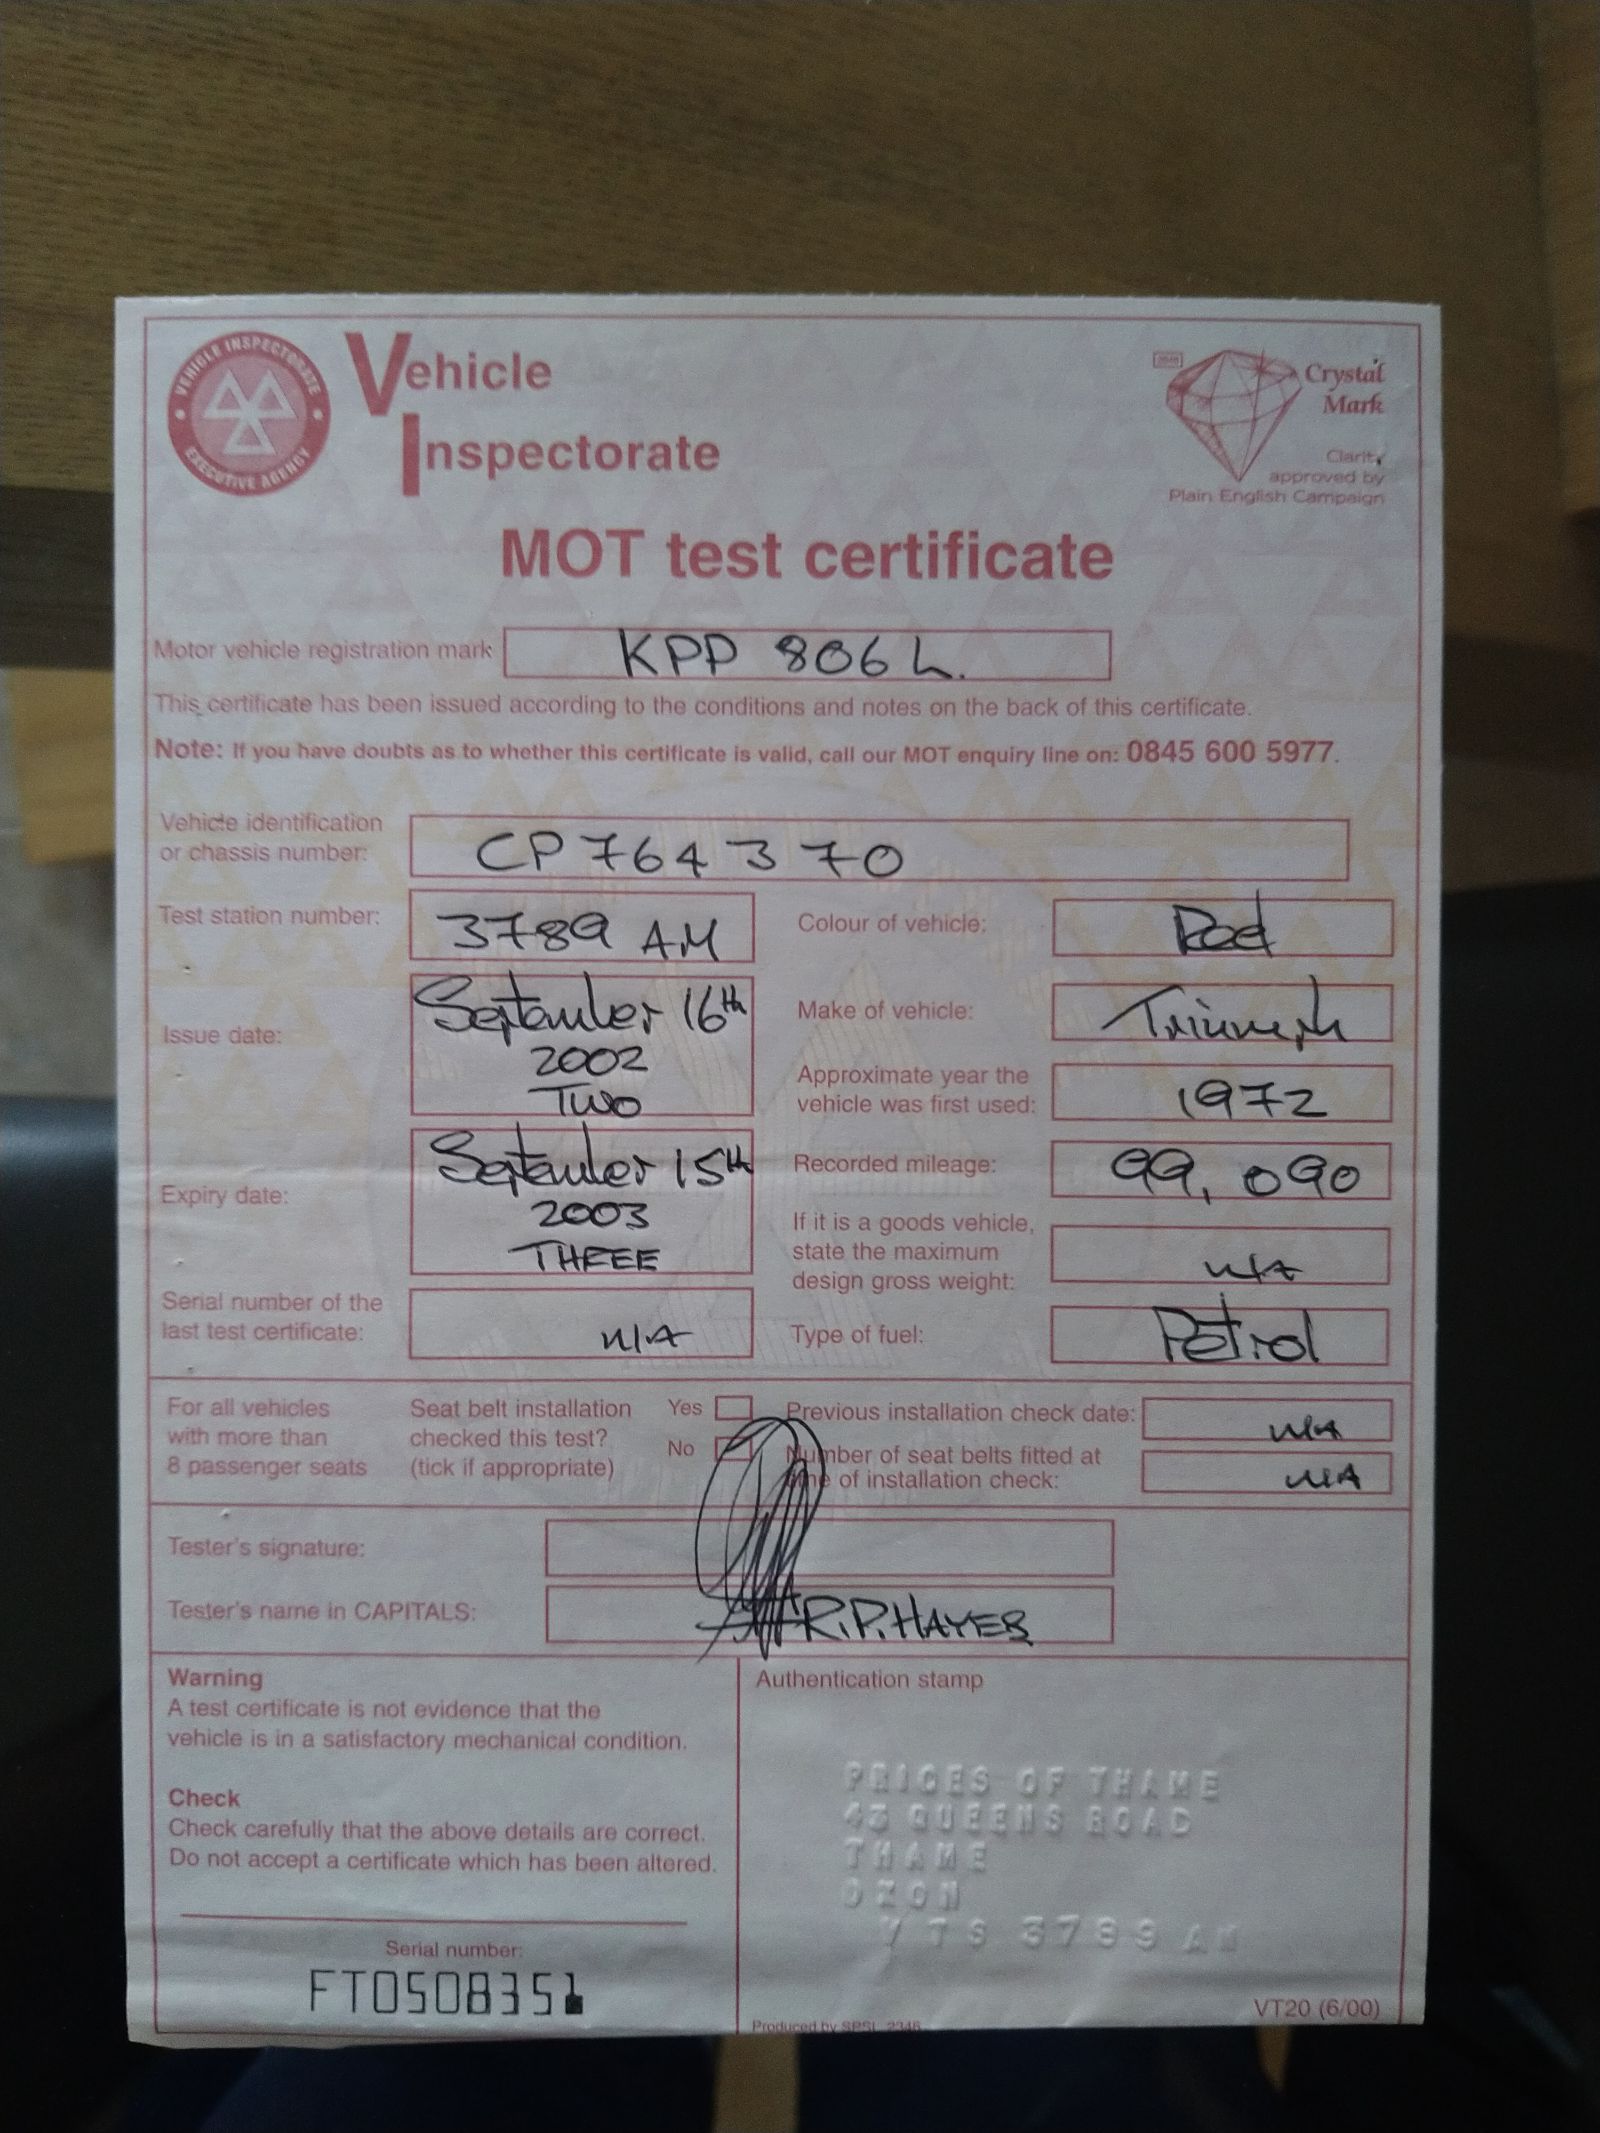 VEHICLE INSPECTORATE
EXECUTIVE AGENCY
Vehicle
Inspectorate
Crystal
Mark
Clarity
approved by
Plain English Campaign
MOT test certificate
Motor vehicle registration mark KPP 806 L.
This certificate has been issued according to the conditions and notes on the back of this certificate.
Note: If you have doubts as to whether this certificate is valid, call our MOT enquiry line on: 0845 600 5977.
Vehicle identification
or chassis number: CP764370
Test station number: 3789 AM
Colour of vehicle: Red
Issue date: September 16th
2002
TWO
Make of vehicle: Triumph
Approximate year the
vehicle was first used: 1972
Expiry date: September 15th
2003
THREE
Recorded mileage: 99,090
If it is a goods vehicle,
state the maximum
design gross weight: N/A
Serial number of the
last test certificate: N/A
Type of fuel: Petrol
For all vehicles
with more than
8 passenger seats
Seat belt installation
checked this test?
(tick if appropriate)
Yes
No
Previous installation check date: N/A
Number of seat belts fitted at
time of installation check: N/A
Tester's signature:
Tester's name in CAPITALS: R.P. HAYES
Warning
A test certificate is not evidence that the
vehicle is in a satisfactory mechanical condition.
Check
Check carefully that the above details are correct.
Do not accept a certificate which has been altered.
Serial number:
FT0508351
Authentication stamp
PRICES OF THAME
43 QUEENS ROAD
THAME
OXON
VTS 3789 AM
Produced by SPSL 2346
VT20 (6/00)